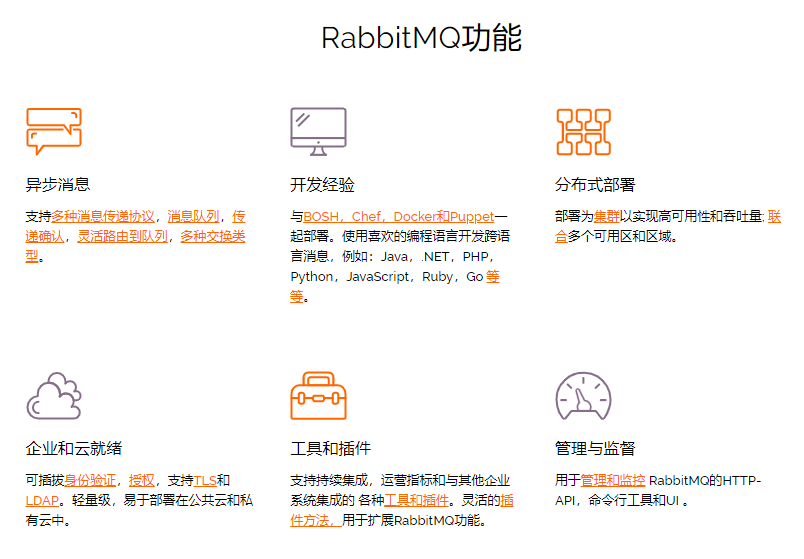 RabbitMQ功能
异步消息
支持多种消息传递协议，消息队列，传
递确认，灵活路由到队列，多种交换类
型。
开发经验
与BOSH，Chef，Docker和Puppet一
起部署。使用喜欢的编程语言开发跨语
言消息，例如：Java，.NET，PHP，
Python，JavaScript，Ruby，Go 等
等。
分布式部署
部署为集群以实现高可用性和吞吐量; 联
合多个可用区和区域。
企业和云就绪
可插拔身份验证，授权，支持TLS和
LDAP。轻量级，易于部署在公共云和私
有云中。
工具和插件
支持持续集成，运营指标和与其他企业
系统集成的 各种工具和插件。灵活的插
件方法，用于扩展RabbitMQ功能。
管理与监督
用于管理和监控 RabbitMQ的HTTP-
API，命令行工具和UI 。